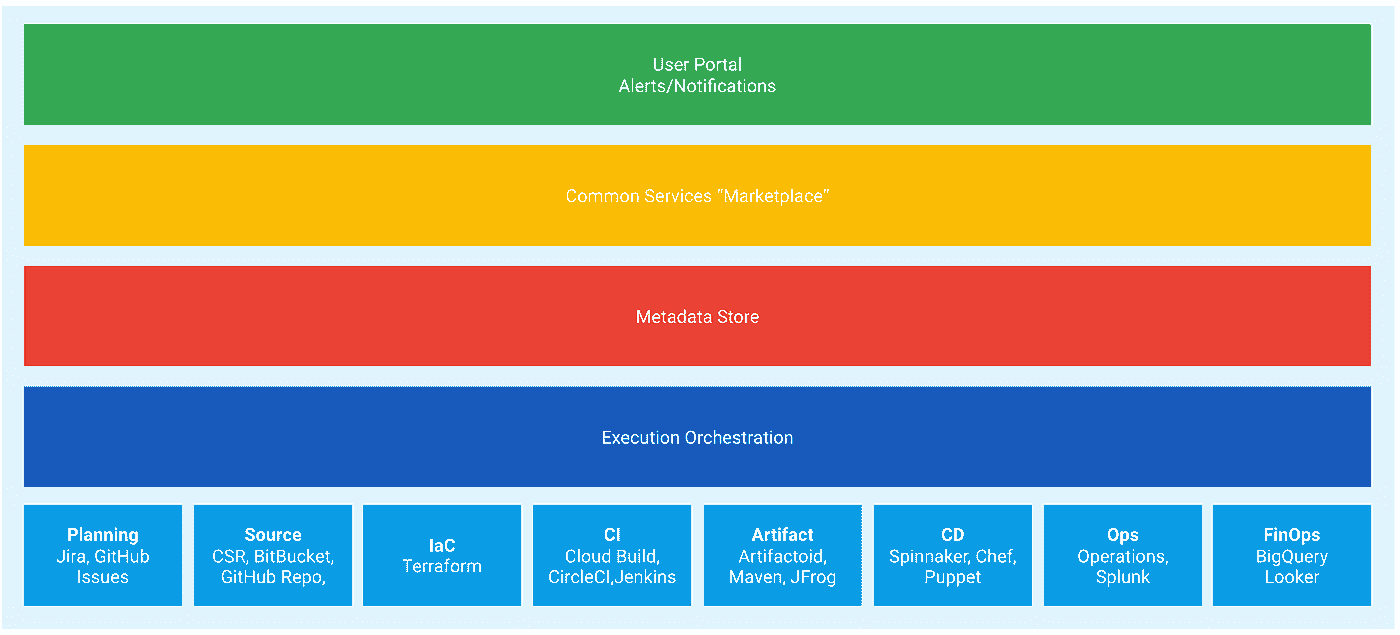 User Portal
Alerts/Notifications
Common Services “Marketplace”
Metadata Store
Execution Orchestration
Planning
Jira, GitHub
Issues
Source
CSR, BitBucket,
GitHub Repo,
IaC
Terraform
CI
Cloud Build,
CircleCI,Jenkins
Artifact
Artifactoid,
Maven, JFrog
CD
Spinnaker, Chef,
Puppet
Ops
Operations,
Splunk
FinOps
BigQuery
Looker